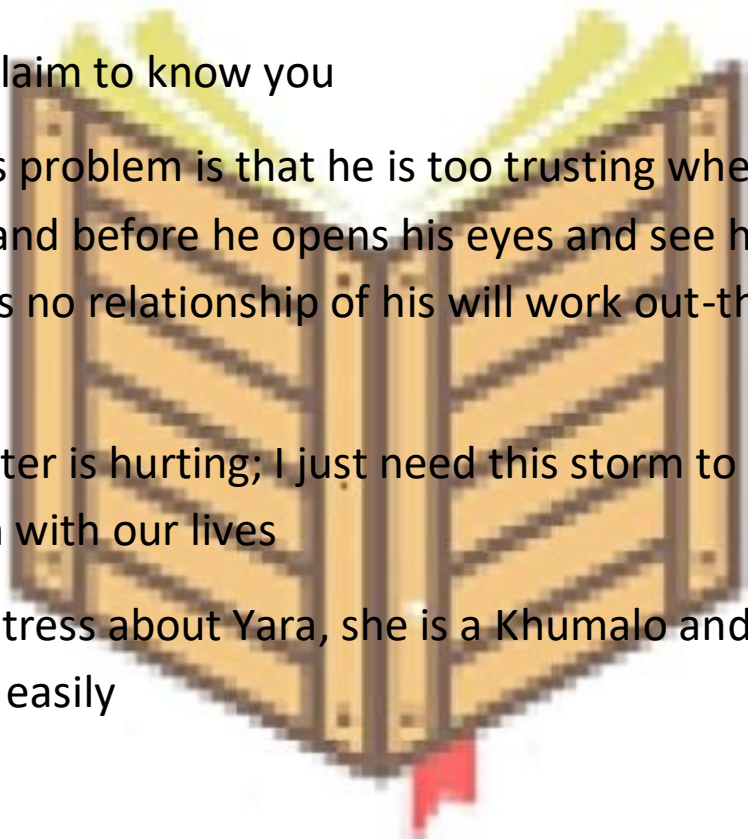 laim to know you
s problem is that he is too trusting whe
and before he opens his eyes and see h
s no relationship of his will work out-th
ter is hurting; I just need this storm to
with our lives
tress about Yara, she is a Khumalo and
easily